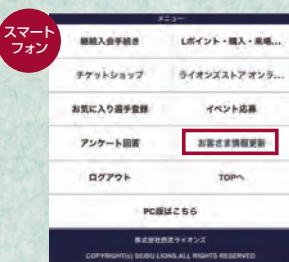 スマート
フォン
メニュー
継続入会手続き
Lポイント・購入・来場...
チケットショップ
ライオンズストア オンラ...
お気に入り選手登録
イベント応募
アンケート回答
お客さま情報更新
ログアウト
TOPへ
PC版はこちら
株式会社西武ライオンズ
COPYRIGHT(c) SEIBU LIONS.ALL RIGHTS RESERVED